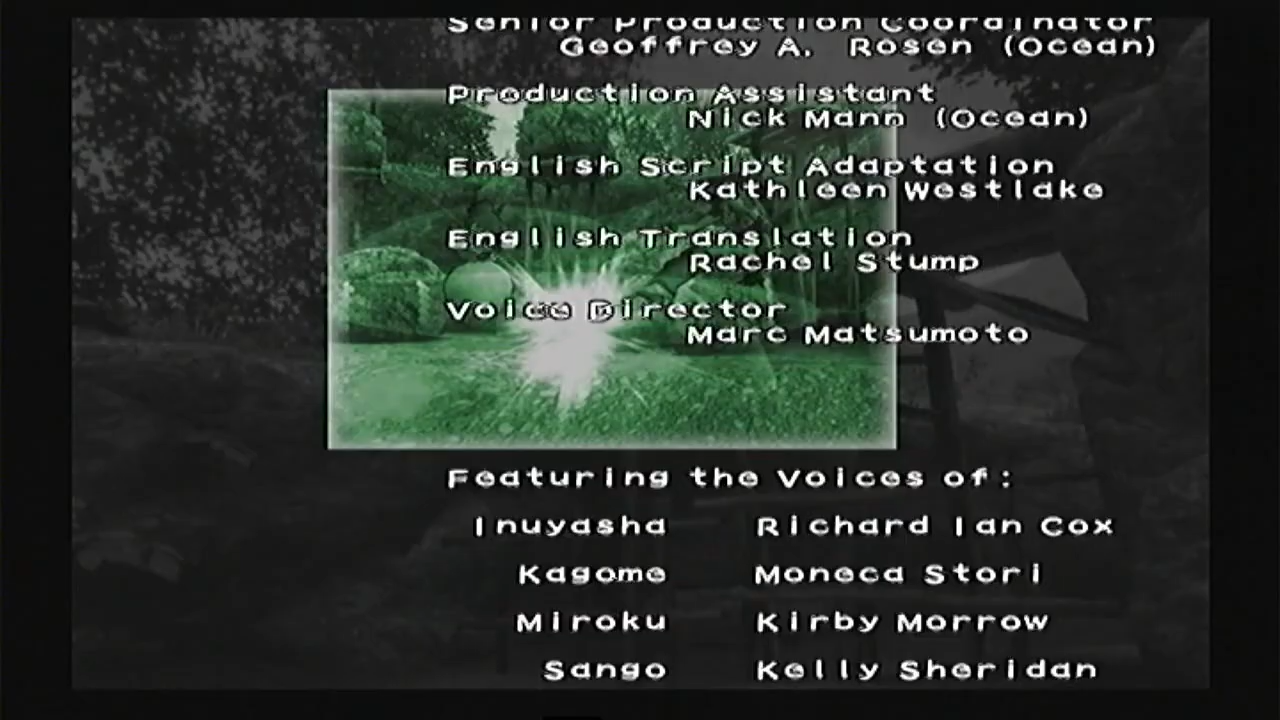 Senior Production Coordinator
Geoffrey A. Rosen (Ocean)
Production Assistant
Nick Mann (Ocean)
English Script Adaptation
Kathleen Westlake
English Translation
Rachel Stump
Voice Director
Marc Matsumoto
Featuring the Voices of:
Inuyasha Richard Ian Cox
Kagome Moneca Stori
Miroku Kirby Morrow
Sango Kelly Sheridan